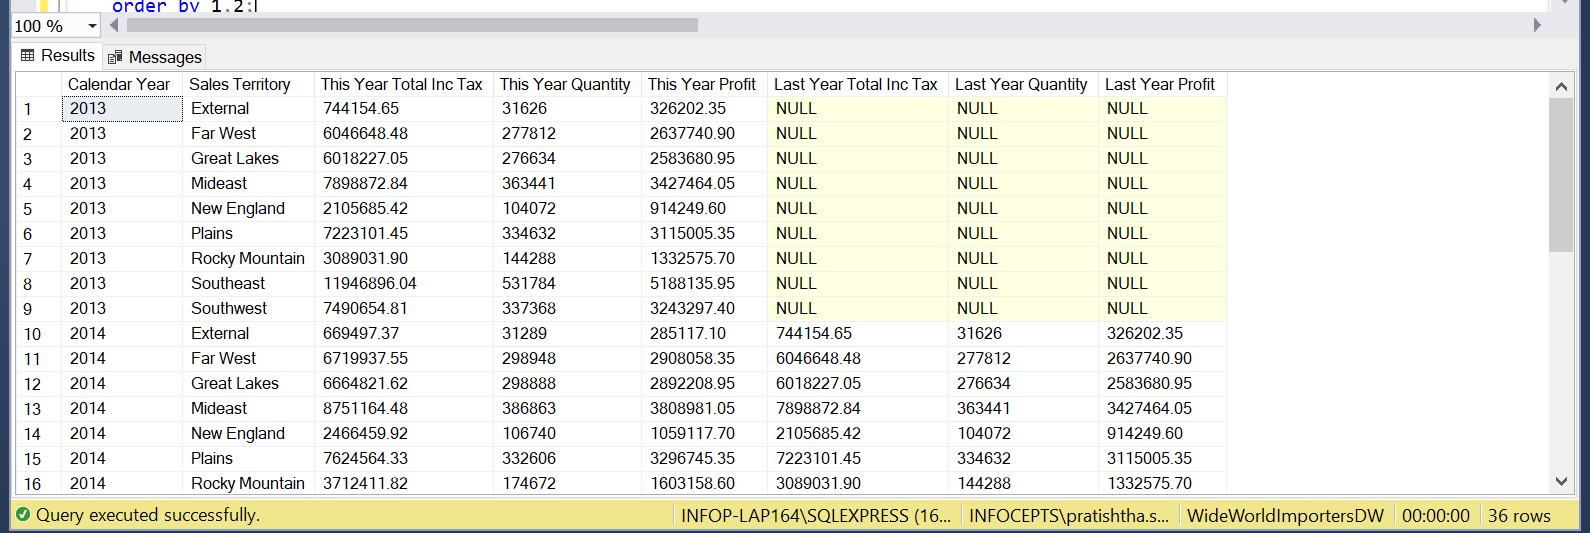 order by 1,2;
100 %
Results Messages
Calendar Year Sales Territory This Year Total Inc Tax This Year Quantity This Year Profit Last Year Total Inc Tax Last Year Quantity Last Year Profit
1 2013 External 744154.65 31626 326202.35 NULL NULL NULL
2 2013 Far West 6046648.48 277812 2637740.90 NULL NULL NULL
3 2013 Great Lakes 6018227.05 276634 2583680.95 NULL NULL NULL
4 2013 Mideast 7898872.84 363441 3427464.05 NULL NULL NULL
5 2013 New England 2105685.42 104072 914249.60 NULL NULL NULL
6 2013 Plains 7223101.45 334632 3115005.35 NULL NULL NULL
7 2013 Rocky Mountain 3089031.90 144288 1332575.70 NULL NULL NULL
8 2013 Southeast 11946896.04 531784 5188135.95 NULL NULL NULL
9 2013 Southwest 7490654.81 337368 3243297.40 NULL NULL NULL
10 2014 External 669497.37 31289 285117.10 744154.65 31626 326202.35
11 2014 Far West 6719937.55 298948 2908058.35 6046648.48 277812 2637740.90
12 2014 Great Lakes 6664821.62 298888 2892208.95 6018227.05 276634 2583680.95
13 2014 Mideast 8751164.48 386863 3808981.05 7898872.84 363441 3427464.05
14 2014 New England 2466459.92 106740 1059117.70 2105685.42 104072 914249.60
15 2014 Plains 7624564.33 332606 3296745.35 7223101.45 334632 3115005.35
16 2014 Rocky Mountain 3712411.82 174672 1603158.60 3089031.90 144288 1332575.70
Query executed successfully. INFOP-LAP164\SQLEXPRESS (16... INFOCEPTS\pratishtha.s... WideWorldImportersDW 00:00:00 36 rows